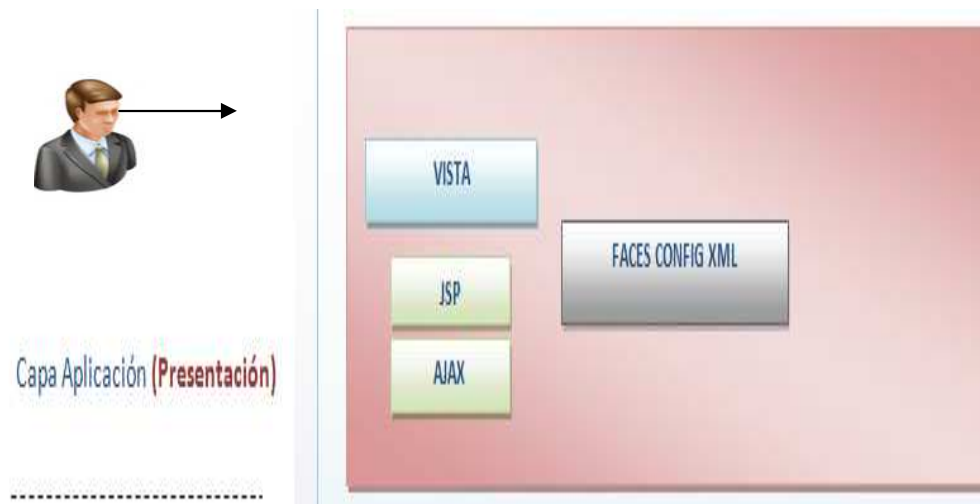 VISTA
FACES CONFIG XML
JSP
AJAX
Capa Aplicación (Presentación)